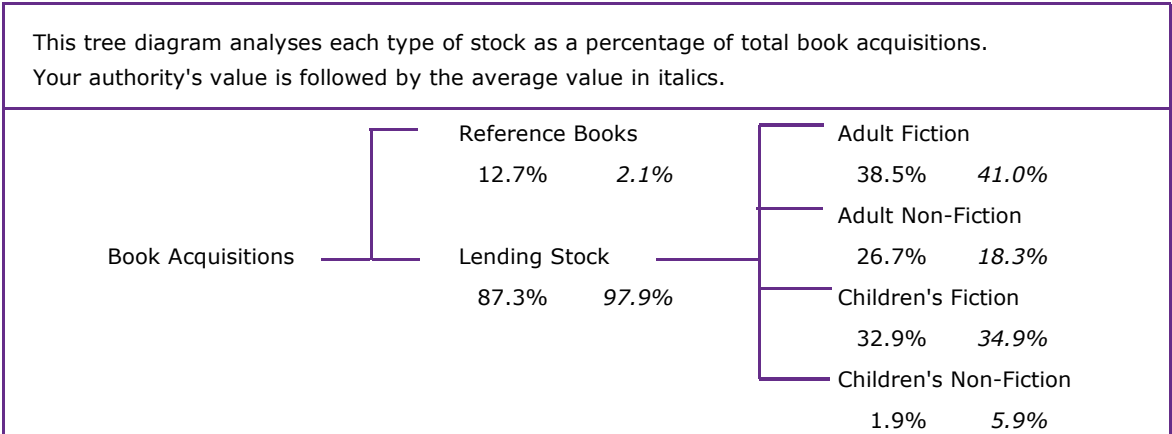 This tree diagram analyses each type of stock as a percentage of total book acquisitions.
Your authority's value is followed by the average value in italics.
Reference Books
12.7% 2.1%
Book Acquisitions
Lending Stock
87.3% 97.9%
Adult Fiction
38.5% 41.0%
Adult Non-Fiction
26.7% 18.3%
Children's Fiction
32.9% 34.9%
Children's Non-Fiction
1.9% 5.9%